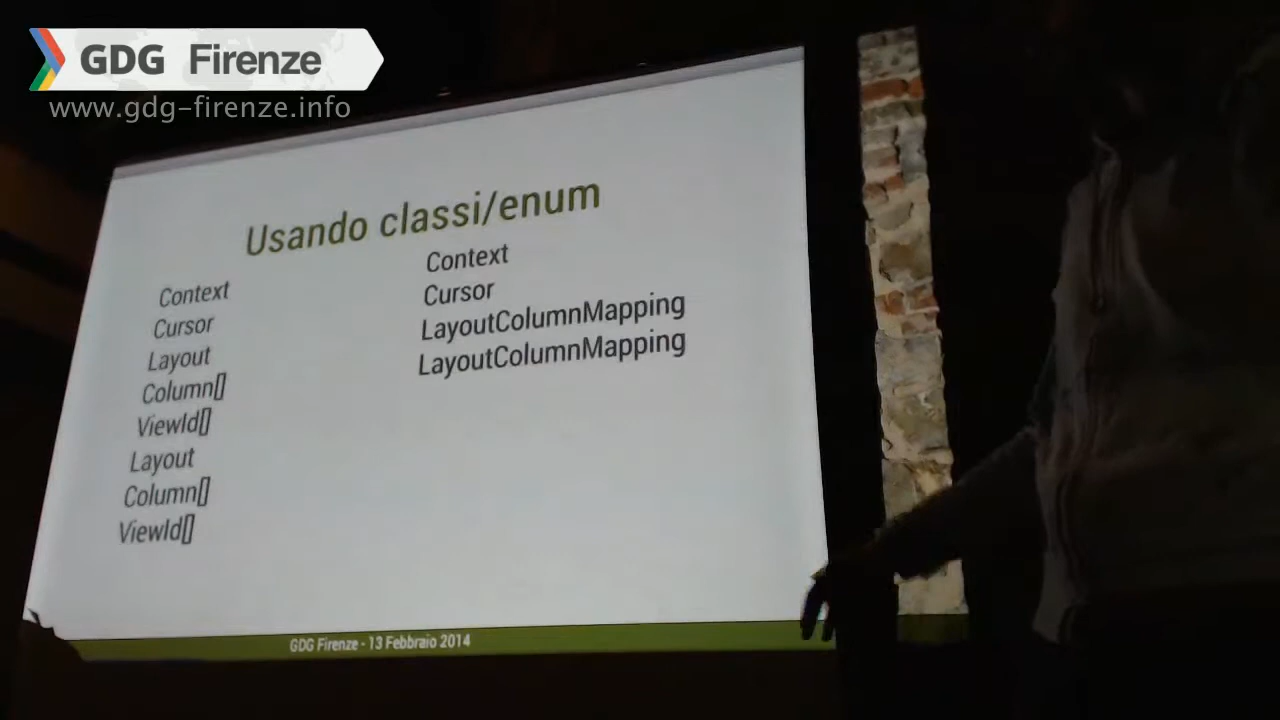 GDG Firenze
www.gdg-firenze.info
Usando classi/enum
Context
Cursor
Layout
Column[]
ViewId[]
Layout
Column[]
ViewId[]
Context
Cursor
LayoutColumnMapping
LayoutColumnMapping
GDG Firenze - 13 Febbraio 2014